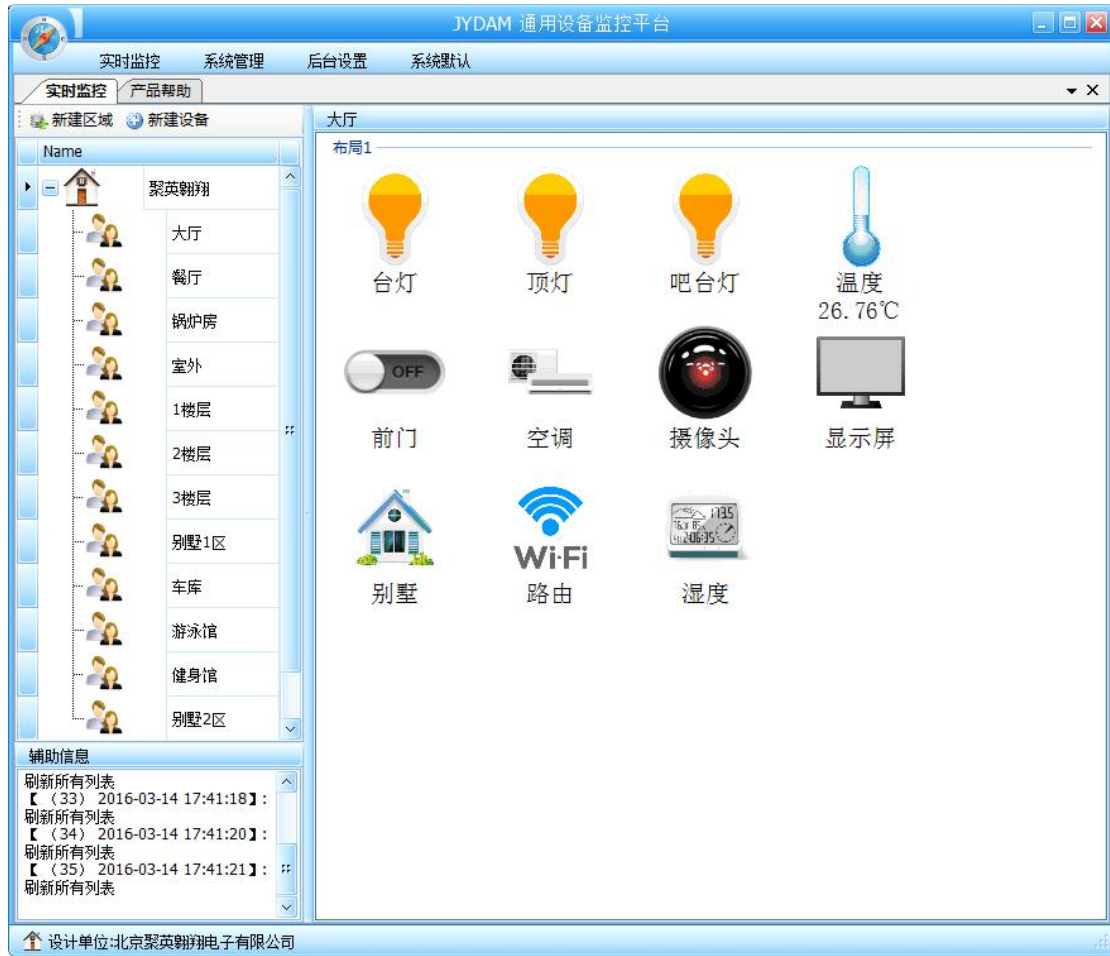 JYDAM 通用设备监控平台
实时监控 系统管理 后台设置 系统默认
实时监控 产品帮助
新建区域 新建设备
Name
聚英翱翔
大厅
餐厅
锅炉房
室外
1楼层
2楼层
3楼层
别墅1区
车库
游泳馆
健身馆
别墅2区
辅助信息
刷新所有列表
【 (33) 2016-03-14 17:41:18】:
刷新所有列表
【 (34) 2016-03-14 17:41:20】:
刷新所有列表
【 (35) 2016-03-14 17:41:21】:
刷新所有列表
大厅
布局1
台灯 顶灯 吧台灯 温度
26.76℃
OFF
前门 空调 摄像头 显示屏
Wi-Fi
别墅 路由 湿度
设计单位:北京聚英翱翔电子有限公司